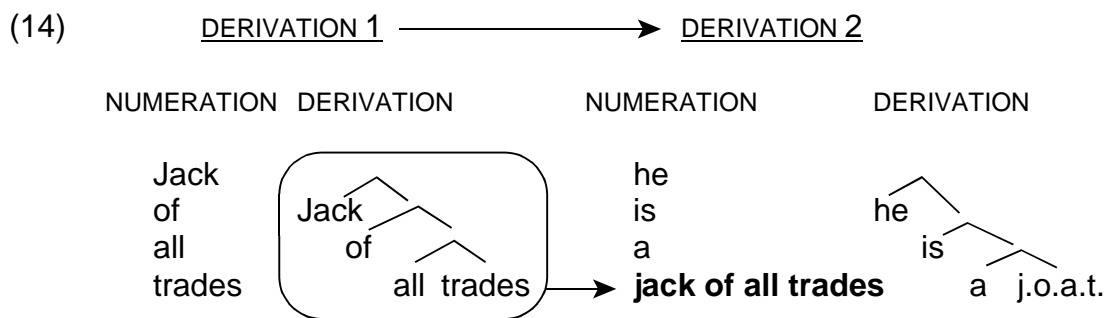 (14) DERIVATION 1 DERIVATION 2
NUMERATION DERIVATION NUMERATION DERIVATION
Jack he
of Jack is he
all of a is
trades all trades jack of all trades a j.o.a.t.